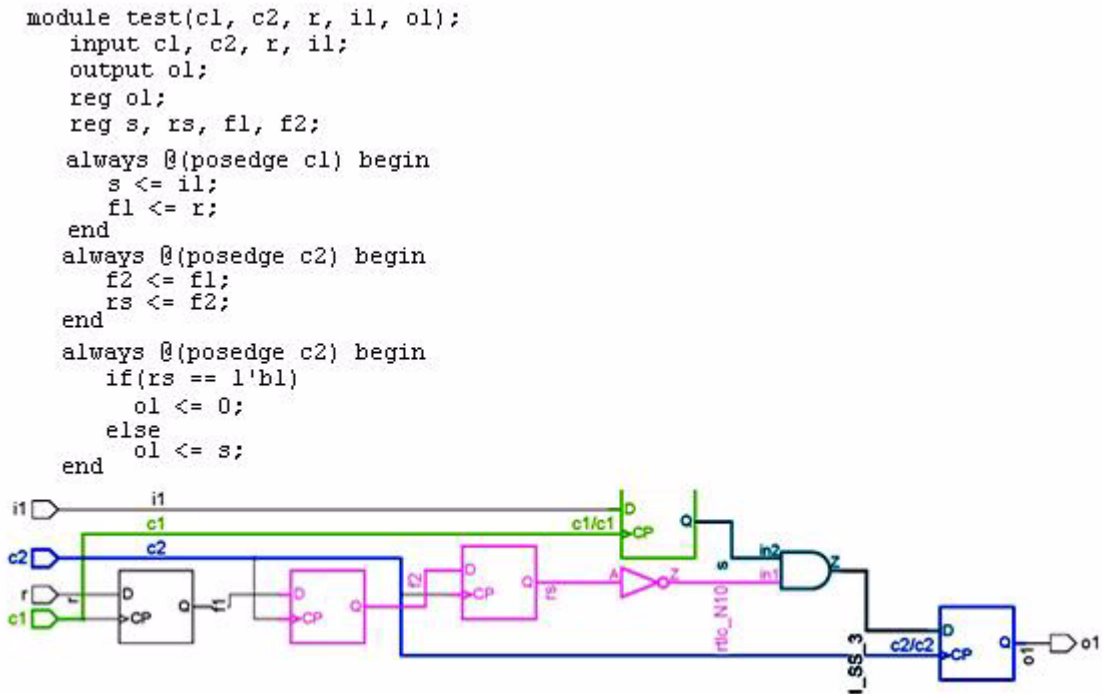 module test(c1, c2, r, i1, o1);
input c1, c2, r, i1;
output o1;
reg o1;
reg s, rs, f1, f2;
always @(posedge c1) begin
s <= i1;
f1 <= r;
end
always @(posedge c2) begin
f2 <= f1;
rs <= f2;
end
always @(posedge c2) begin
if(rs == 1'b1)
o1 <= 0;
else
o1 <= s;
end
i1 i1 D
c1 c1/c1 CP Q
c2 c2 s in2 Z
D Q f2 D Q rs A Z in1
r r D Q f1 D Q CP rtlc_N10
c1 CP CP
I_SS_3 c2/c2 D CP Q o1 o1